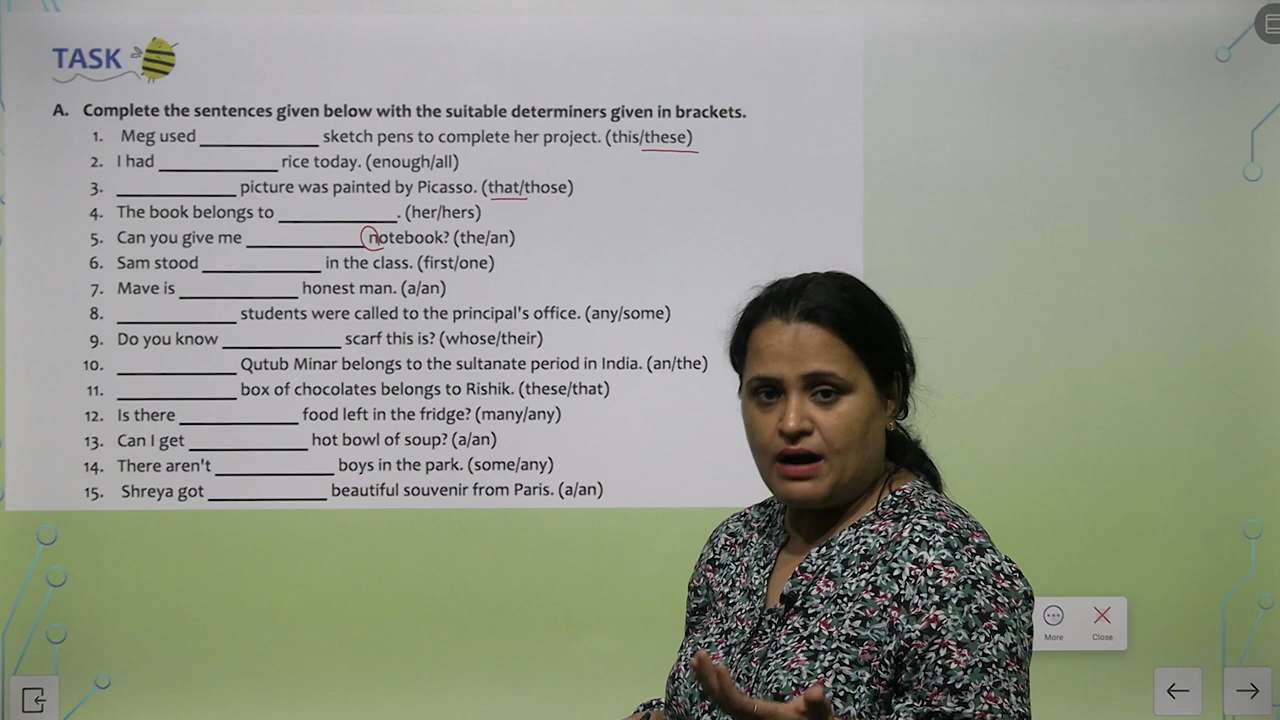 TASK
A. Complete the sentences given below with the suitable determiners given in brackets.
1. Meg used ____________ sketch pens to complete her project. (this/these)
2. I had ____________ rice today. (enough/all)
3. ____________ picture was painted by Picasso. (that/those)
4. The book belongs to ____________. (her/hers)
5. Can you give me ____________ notebook? (the/an)
6. Sam stood ____________ in the class. (first/one)
7. Mave is ____________ honest man. (a/an)
8. ____________ students were called to the principal's office. (any/some)
9. Do you know ____________ scarf this is? (whose/their)
10. ____________ Qutub Minar belongs to the sultanate period in India. (an/the)
11. ____________ box of chocolates belongs to Rishik. (these/that)
12. Is there ____________ food left in the fridge? (many/any)
13. Can I get ____________ hot bowl of soup? (a/an)
14. There aren't ____________ boys in the park. (some/any)
15. Shreya got ____________ beautiful souvenir from Paris. (a/an)
More Close